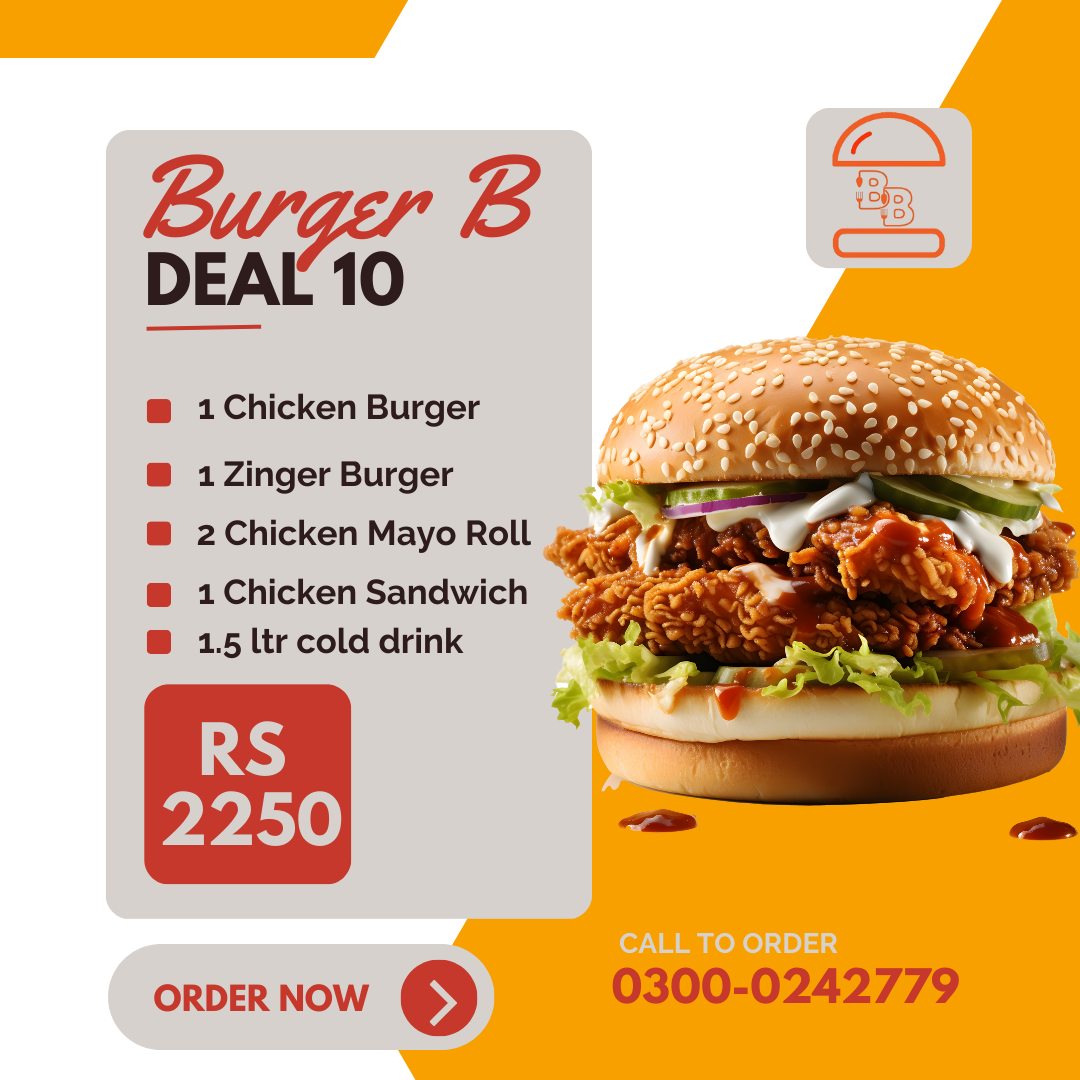 Burger B
DEAL 10
1 Chicken Burger
1 Zinger Burger
2 Chicken Mayo Roll
1 Chicken Sandwich
1.5 ltr cold drink
RS
2250
ORDER NOW
BB
CALL TO ORDER
0300-0242779